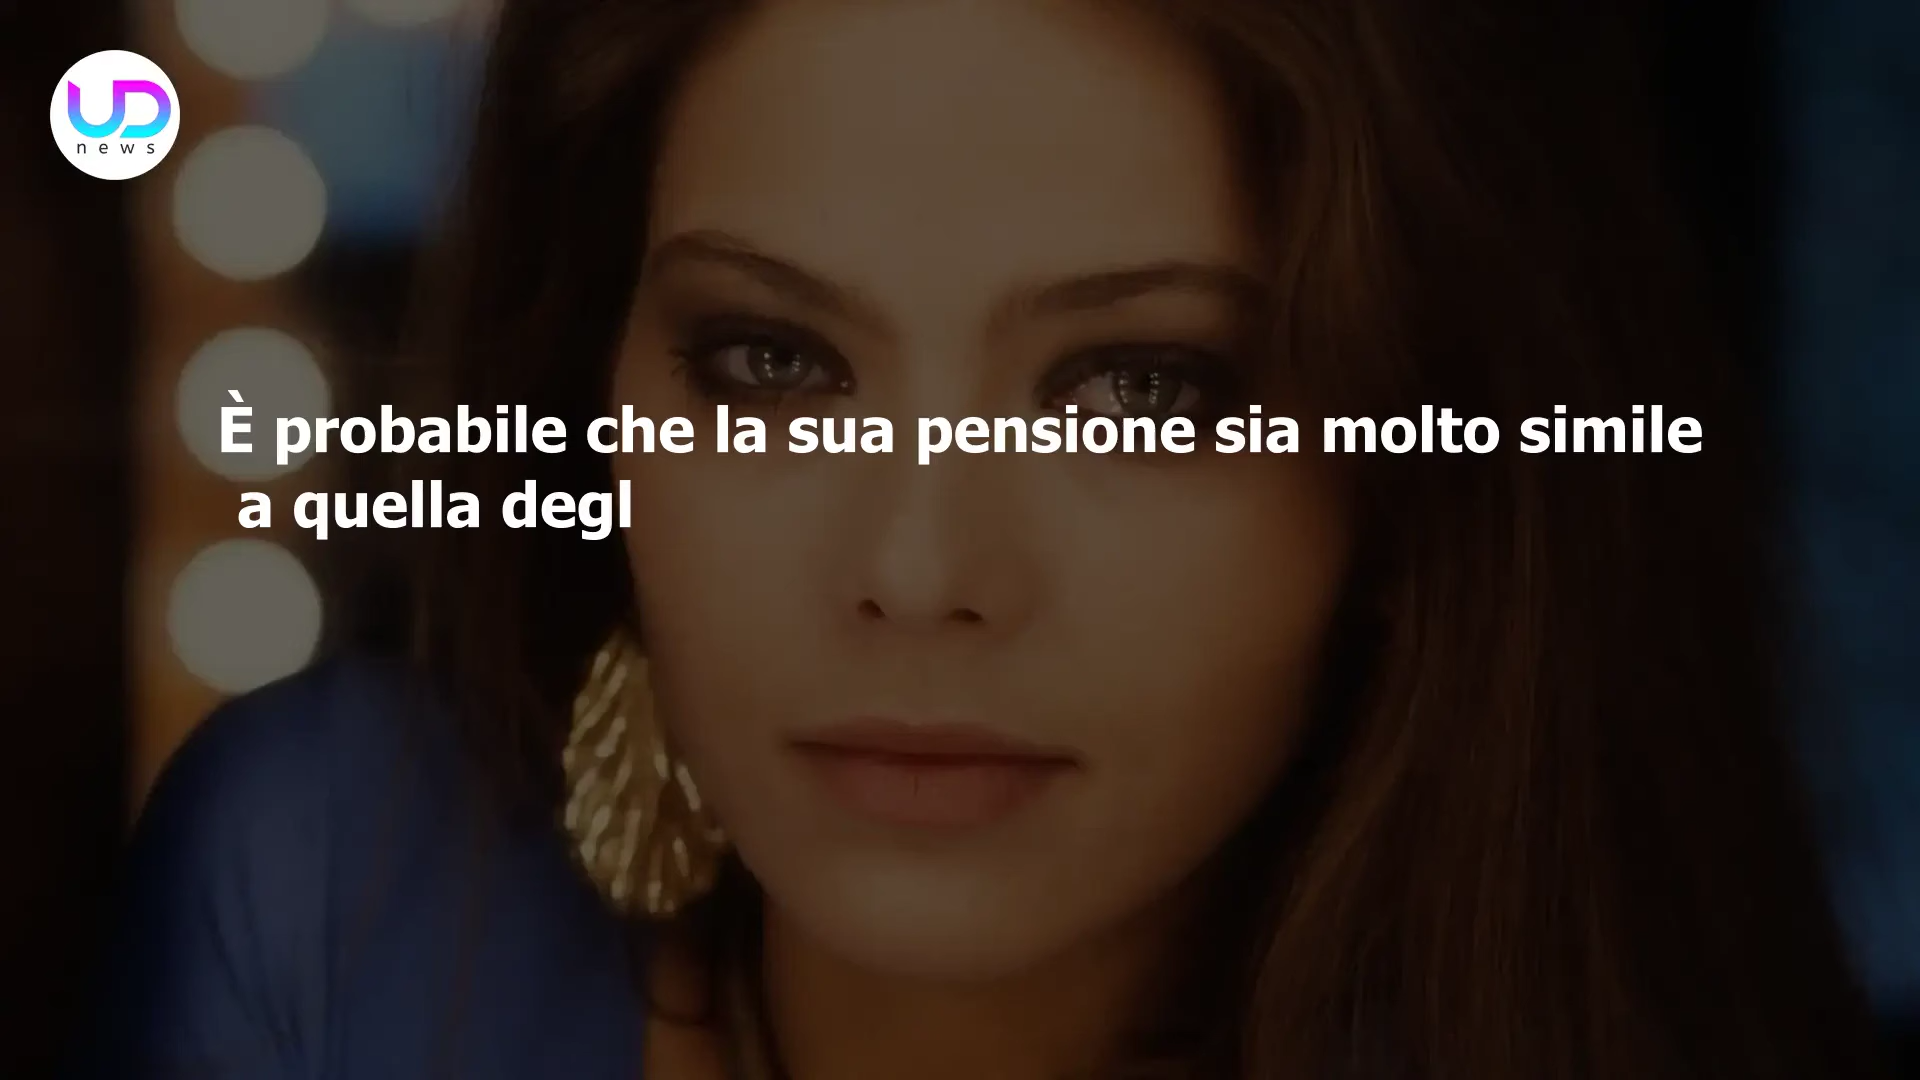 UD
news
È probabile che la sua pensione sia molto simile
a quella degl